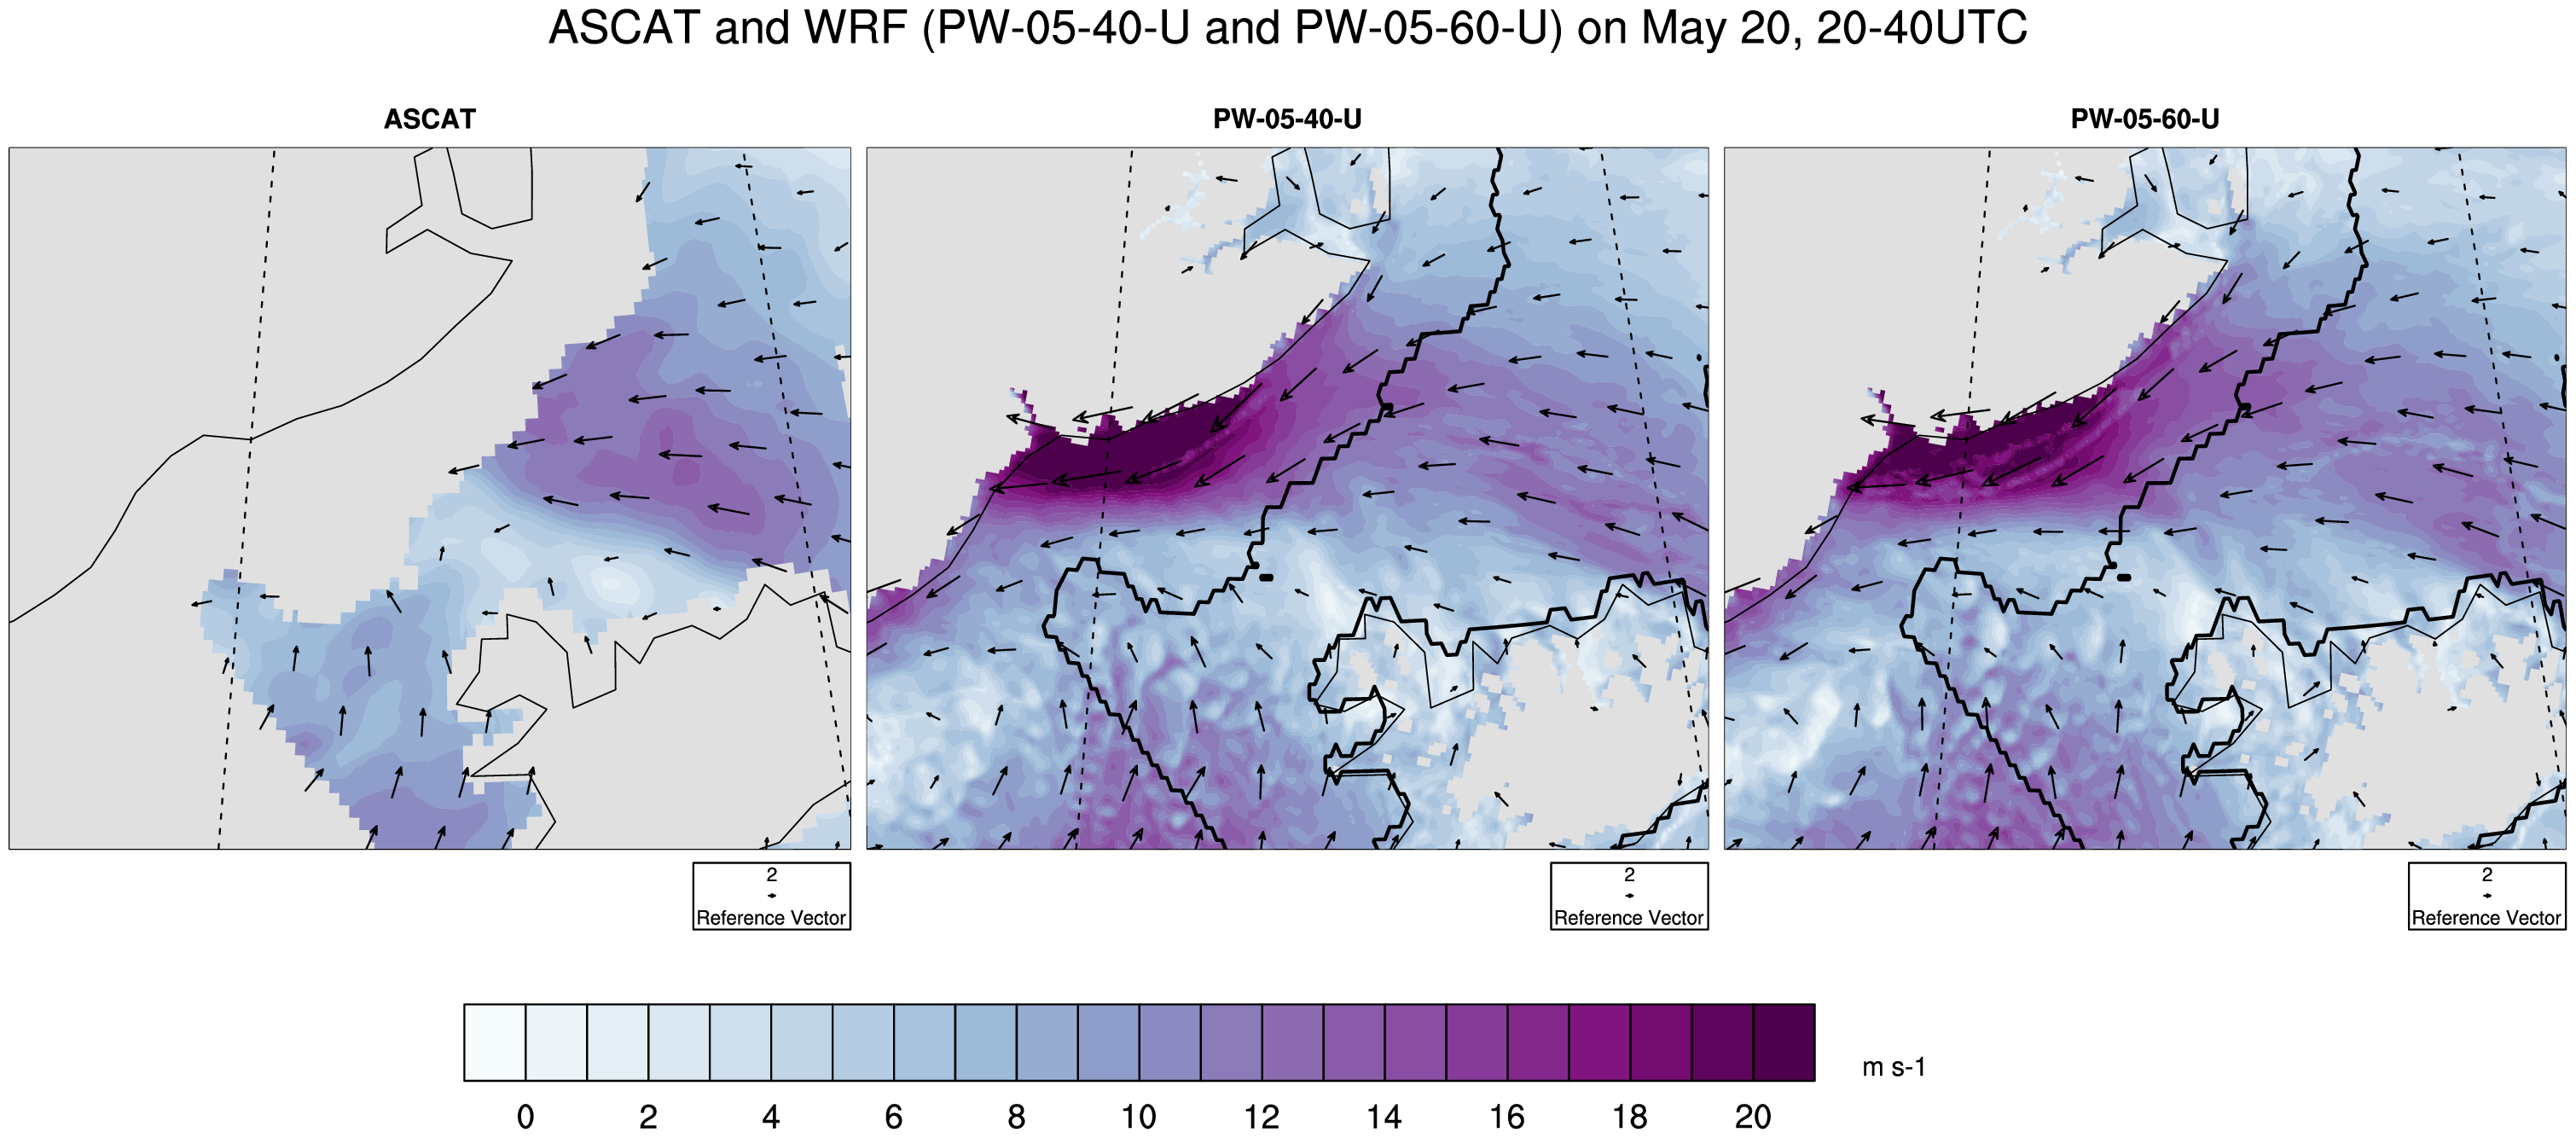 ASCAT and WRF (PW-05-40-U and PW-05-60-U) on May 20, 20-40UTC
ASCAT
PW-05-40-U
PW-05-60-U
2
Reference Vector
2
Reference Vector
2
Reference Vector
m s-1
0 2 4 6 8 10 12 14 16 18 20